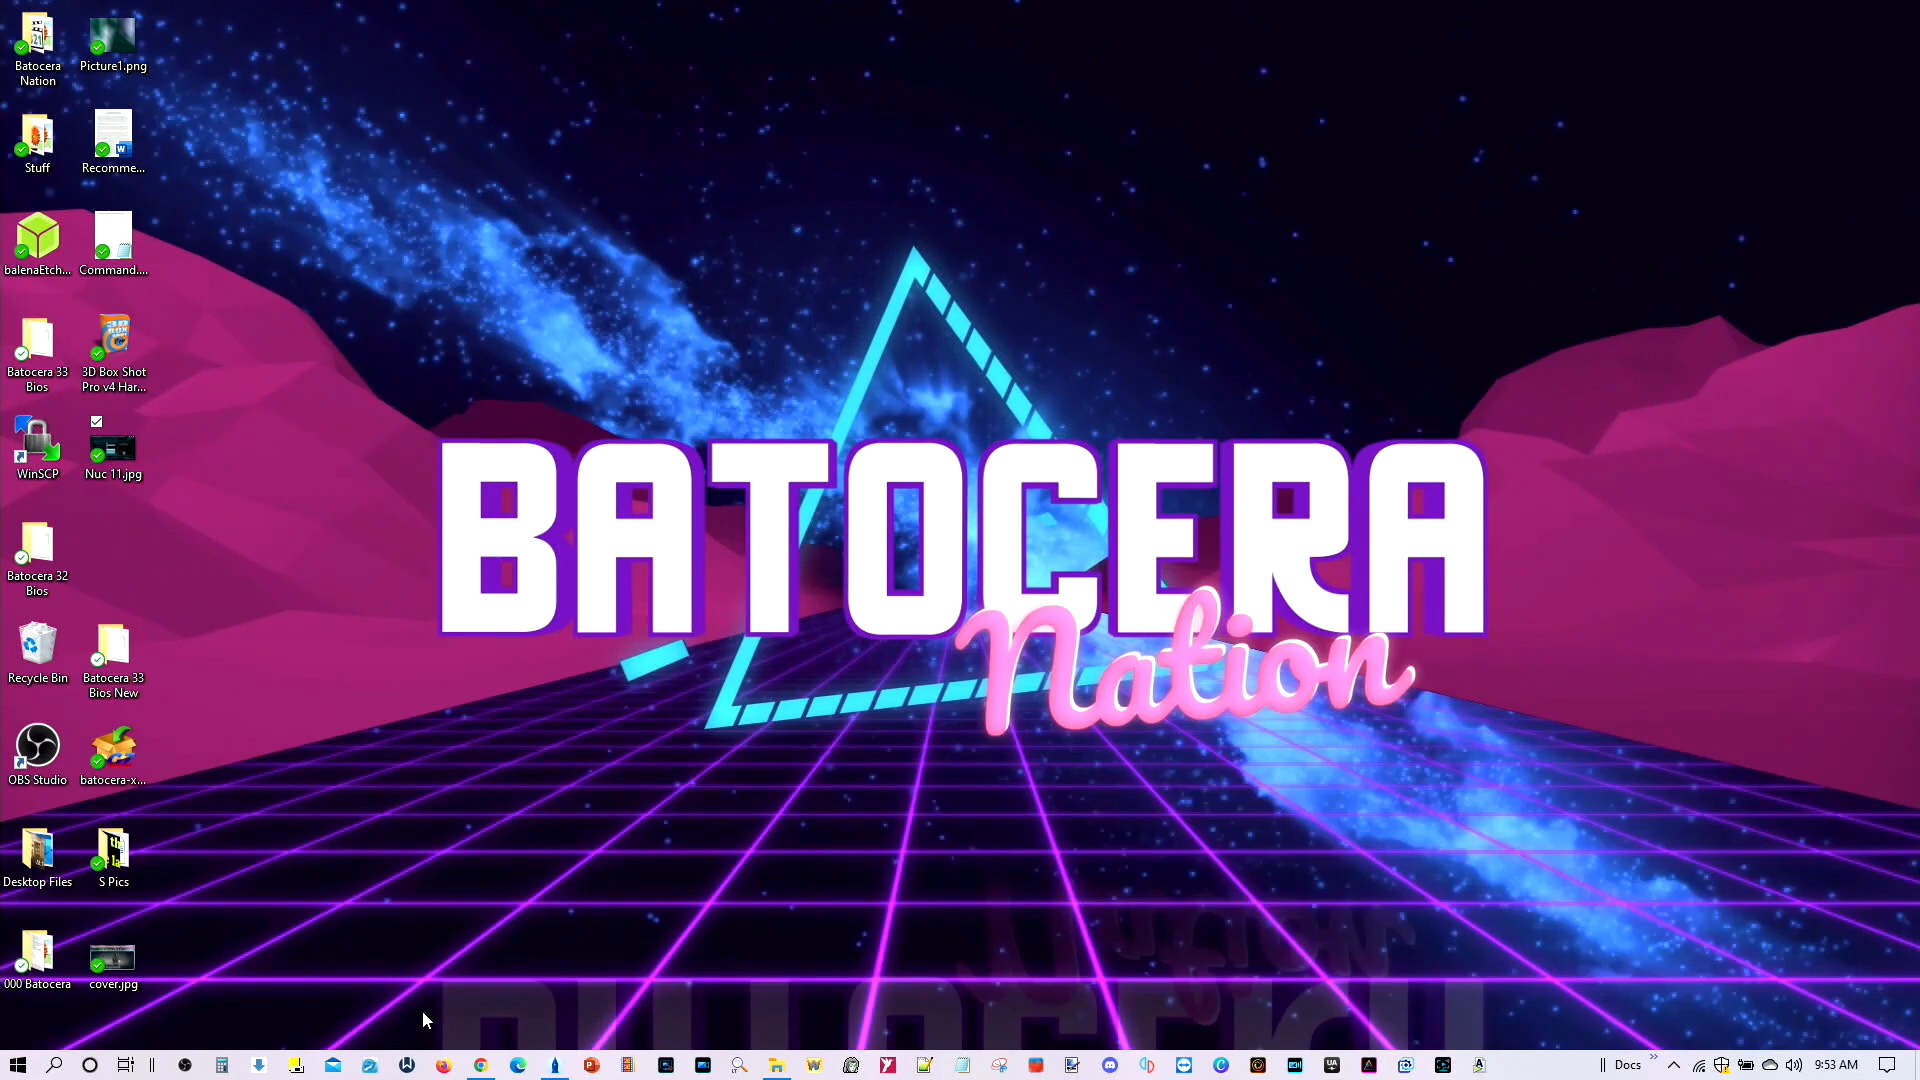 Batocera
Nation
Picture1.png
Stuff
Recomme...
balenaEtch...
Command....
Batocera 33
Bios
3D Box Shot
Pro v4 Har...
WinSCP
Nuc 11.jpg
Batocera 32
Bios
Recycle Bin
Batocera 33
Bios New
OBS Studio
batocera-x...
Desktop Files
S Pics
000 Batocera
cover.jpg
BATOCERA
Nation
Docs
9:53 AM